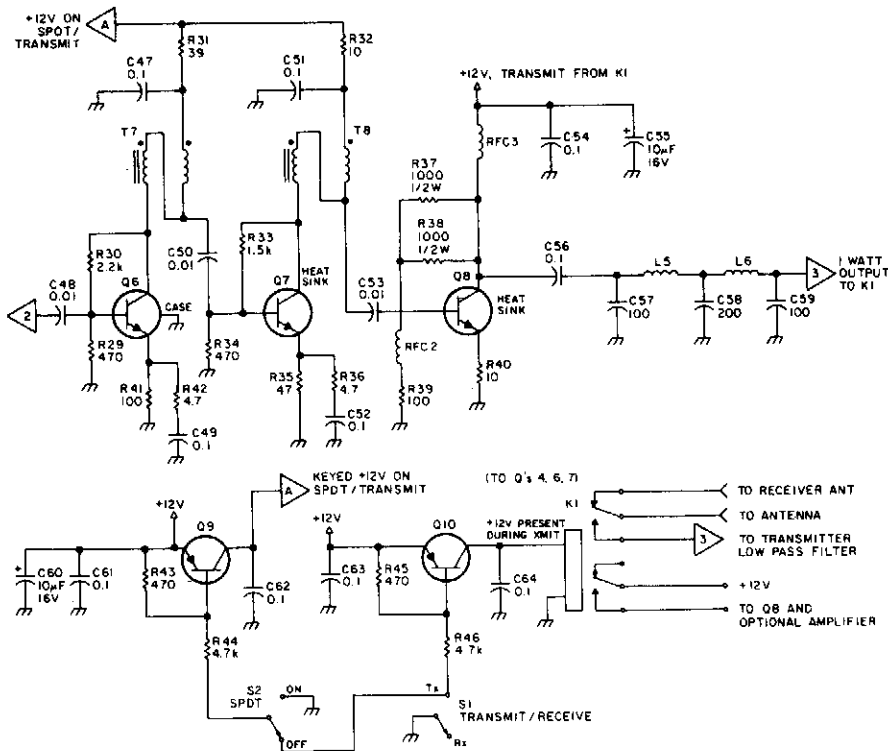 +12V ON
SPOT/
TRANSMIT
A
R31
39
R32
10
C47
0.1
C51
0.1
+12V, TRANSMIT FROM K1
T7
T8
RFC3
C54
0.1
+
C55
10µF
16V
R37
1000
1/2W
R38
1000
1/2W
R30
2.2k
C50
0.01
R33
1.5k
C48
0.01
Q6
CASE
Q7
HEAT
SINK
C53
0.01
Q8
HEAT
SINK
C56
0.1
L5
L6
3
1 WATT
OUTPUT
TO K1
2
C57
100
C58
200
C59
100
R29
470
R34
470
RFC2
R41
100
R42
4.7
R35
47
R36
4.7
R39
100
R40
10
C49
0.1
C52
0.1
A
KEYED +12V ON
SPDT/TRANSMIT
(TO Q's 4, 6, 7)
K1
TO RECEIVER ANT
TO ANTENNA
3
TO TRANSMITTER
LOW PASS FILTER
+12V
TO Q8 AND
OPTIONAL AMPLIFIER
+12V
Q9
+12V
Q10
+12V PRESENT
DURING XMIT
+
C60
10µF
16V
C61
0.1
R43
470
C62
0.1
C63
0.1
R45
470
C64
0.1
R44
4.7k
R46
4.7k
S2
SPDT
ON
OFF
Tx
S1
TRANSMIT/RECEIVE
Rx